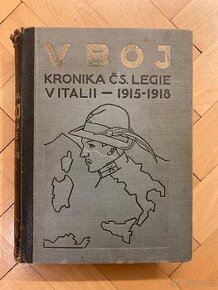 V BOJ
KRONIKA ČS. LEGIE
V ITALII — 1915-1918